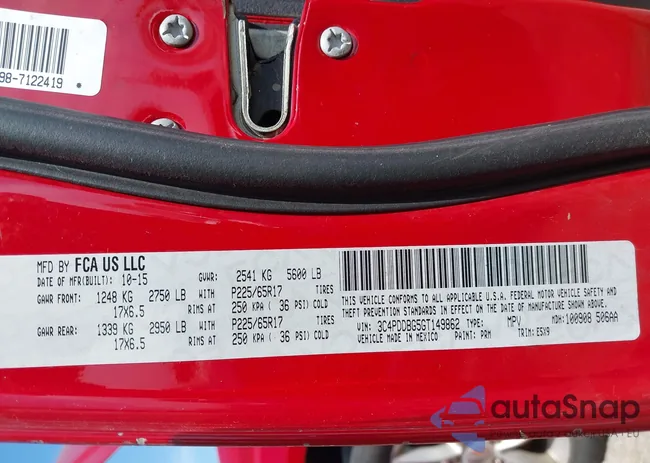 98-7122419
MFD BY FCA US LLC
DATE OF MFR(BUILT): 10-15 GVWR: 2541 KG 5600 LB
GAWR FRONT: 1248 KG 2750 LB WITH P225/65R17 TIRES
17X6.5 RIMS AT 250 KPA ( 36 PSI) COLD
GAWR REAR: 1339 KG 2950 LB WITH P225/65R17 TIRES
17X6.5 RIMS AT 250 KPA ( 36 PSI) COLD
THIS VEHICLE CONFORMS TO ALL APPLICABLE U.S.A. FEDERAL MOTOR VEHICLE SAFETY AND
THEFT PREVENTION STANDARDS IN EFFECT ON THE DATE OF MANUFACTURE SHOWN ABOVE.
VIN: 3C4PDDBG5GT149862 TYPE: MPV MDH: 100908 506AA
VEHICLE MADE IN MEXICO PAINT: PRM TRIM: E5X9
autoSnap